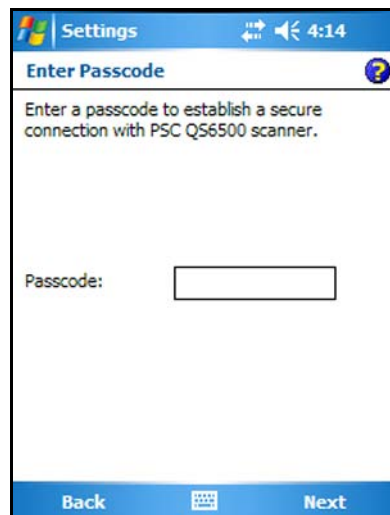 Settings 4:14
Enter Passcode ?
Enter a passcode to establish a secure
connection with PSC QS6500 scanner.
Passcode:
Back Next